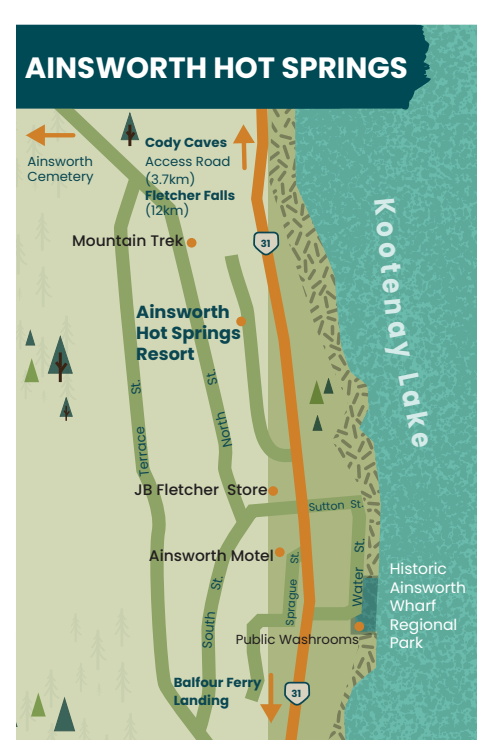 AINSWORTH HOT SPRINGS
Cody Caves
Access Road
(3.7km)
Fletcher Falls
(12km)
Ainsworth
Cemetery
Mountain Trek
31
Kootenay Lake
Ainsworth
Hot Springs
Resort
Terrace St.
North St.
JB Fletcher Store
Sutton St.
Ainsworth Motel
Sprague St.
Water St.
South St.
Historic
Ainsworth
Wharf
Regional
Park
Public Washrooms
Balfour Ferry
Landing
31